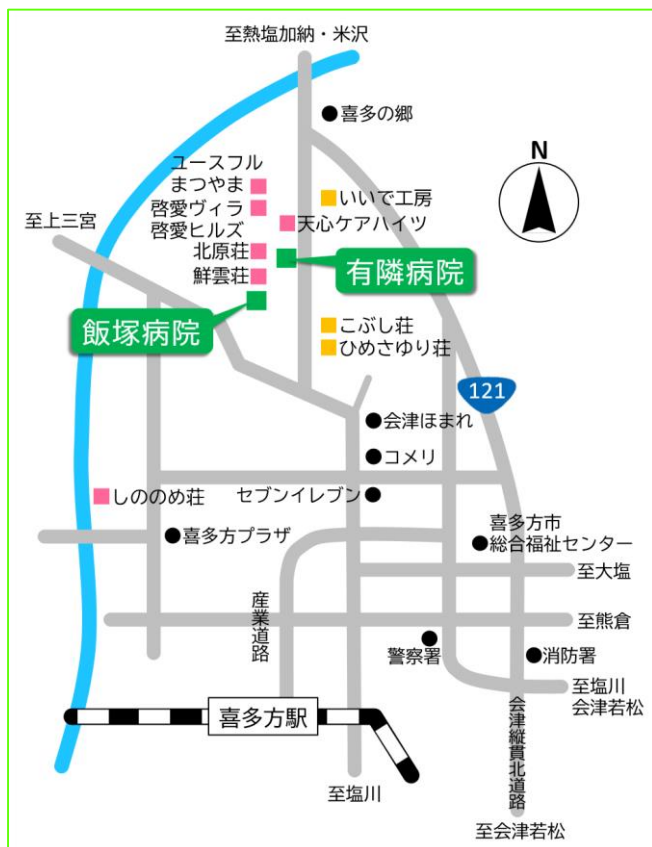 至熱塩加納・米沢
喜多の郷
N
ユースフル
まつやま
啓愛ヴィラ
啓愛ヒルズ
北原荘
鮮雲荘
いいで工房
天心ケアハイツ
至上三宮
有隣病院
飯塚病院
こぶし荘
ひめさゆり荘
121
会津ほまれ
コメリ
セブンイレブン
しののめ荘
喜多方プラザ
喜多方市
総合福祉センター
至大塩
産業道路
至熊倉
警察署
消防署
至塩川
会津若松
喜多方駅
会津縦貫北道路
至塩川
至会津若松